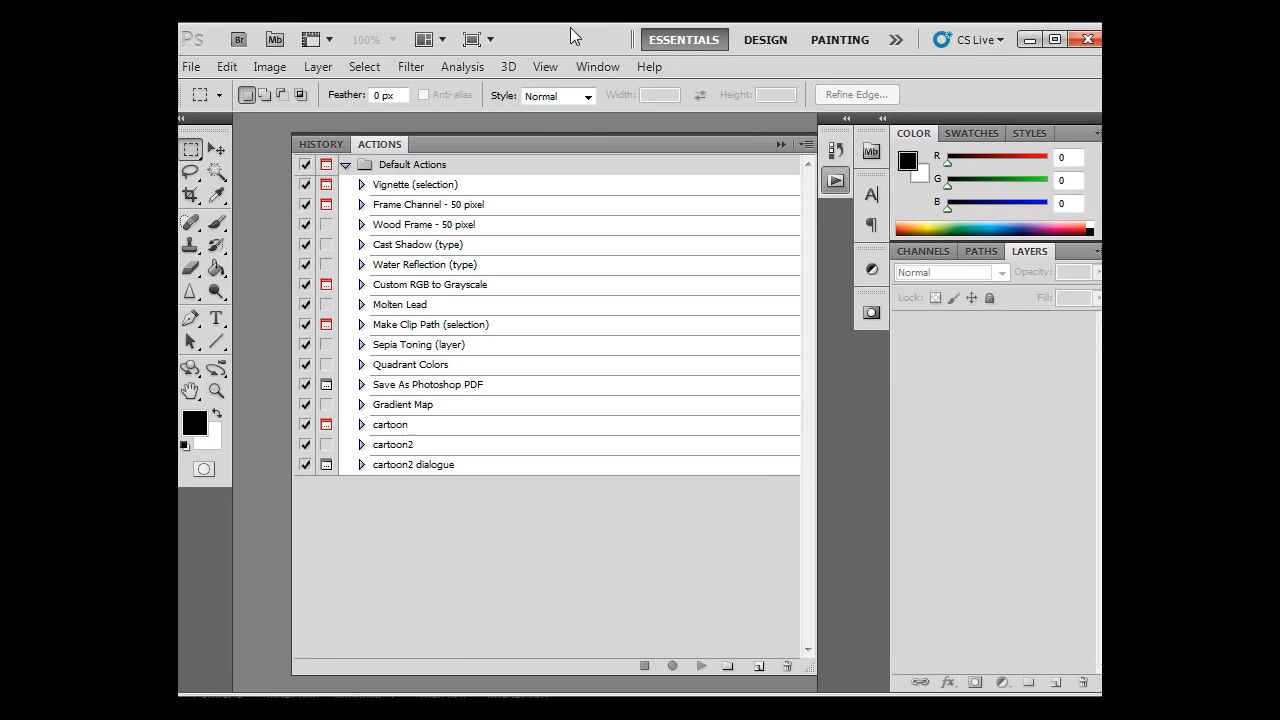 Ps Br Mb 100% ESSENTIALS DESIGN PAINTING CS Live
File Edit Image Layer Select Filter Analysis 3D View Window Help
Feather: 0 px Anti-alias Style: Normal Width: Height: Refine Edge...
HISTORY ACTIONS
Default Actions
Vignette (selection)
Frame Channel - 50 pixel
Wood Frame - 50 pixel
Cast Shadow (type)
Water Reflection (type)
Custom RGB to Grayscale
Molten Lead
Make Clip Path (selection)
Sepia Toning (layer)
Quadrant Colors
Save As Photoshop PDF
Gradient Map
cartoon
cartoon2
cartoon2 dialogue
Mb
COLOR SWATCHES STYLES
R 0
G 0
B 0
CHANNELS PATHS LAYERS
Normal Opacity:
Lock: Fill: